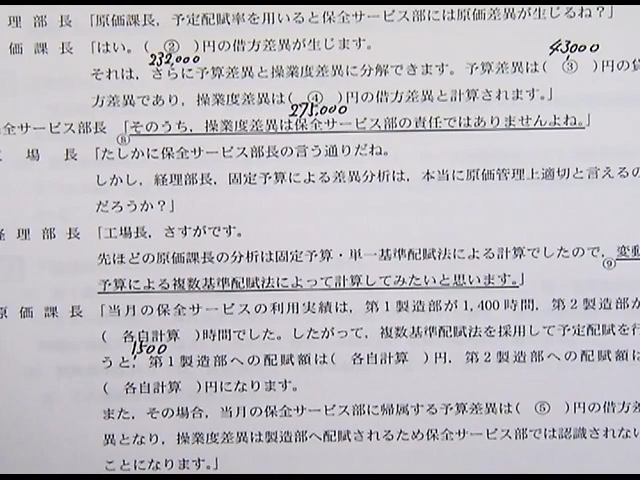 理 部 長 「原価課長，予定配賦率を用いると保全サービス部には原価差異が生じるね？」
価 課 長 「はい。( ② )円の借方差異が生じます。
232,000 43000
それは，さらに予算差異と操業度差異に分解できます。予算差異は( ③ )円の貸
方差異であり，操業度差異は( ④ )円の借方差異と計算されます。」
275,000
全サービス部長 「そのうち，操業度差異は保全サービス部の責任ではありませんよね。」
⑧
場 長 「たしかに保全サービス部長の言う通りだね。
しかし，経理部長，固定予算による差異分析は，本当に原価管理上適切と言えるの
だろうか？」
経 理 部 長 「工場長，さすがです。
先ほどの原価課長の分析は固定予算・単一基準配賦法による計算でしたので，変動
⑨
予算による複数基準配賦法によって計算してみたいと思います。」
原 価 課 長 「当月の保全サービスの利用実績は，第１製造部が 1,400 時間，第２製造部が
( 各自計算 )時間でした。したがって，複数基準配賦法を採用して予定配賦を行
1500
うと，第１製造部への配賦額は( 各自計算 )円，第２製造部への配賦額は
( 各自計算 )円になります。
また，その場合，当月の保全サービス部に帰属する予算差異は( ⑤ )円の借方差
異となり，操業度差異は製造部へ配賦されるため保全サービス部では認識されない
ことになります。」